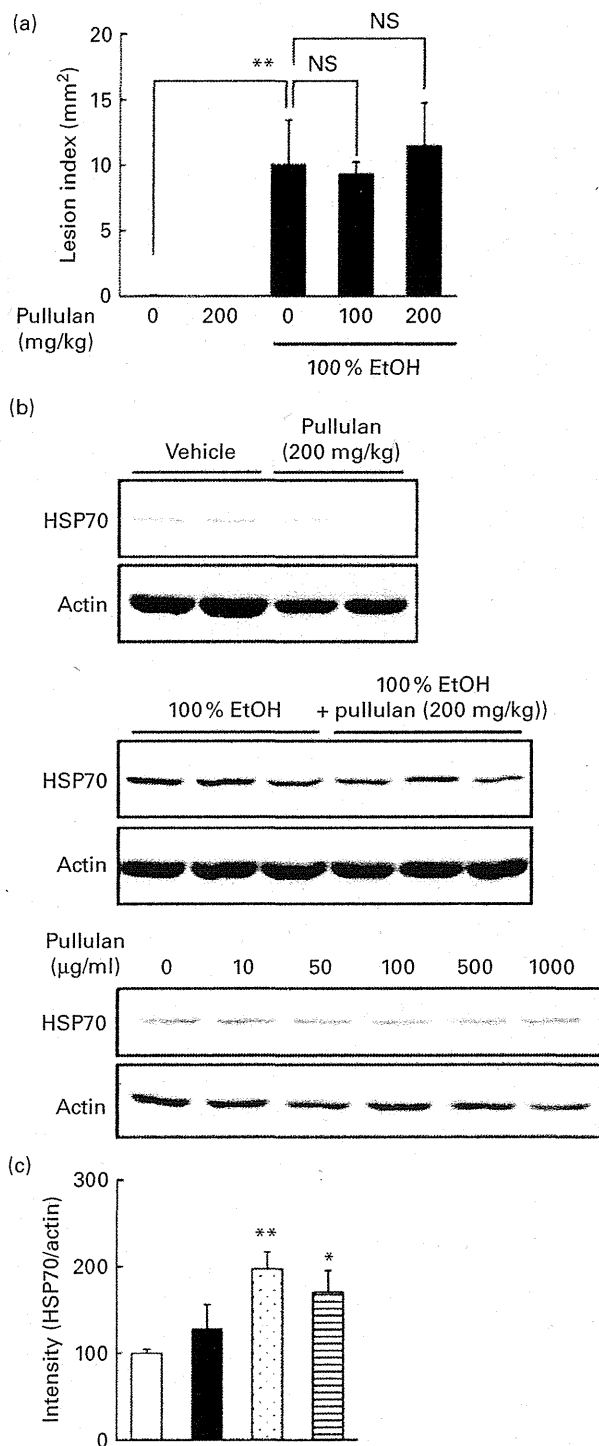 (a)
20
15
10
5
0
Lesion index (mm²)
**
NS
NS
Pullulan
(mg/kg)
0 200 0 100 200
100% EtOH
(b)
Vehicle
Pullulan
(200 mg/kg)
HSP70
Actin
100% EtOH
100% EtOH
+ pullulan (200 mg/kg))
HSP70
Actin
Pullulan
(μg/ml)
0 10 50 100 500 1000
HSP70
Actin
(c)
300
200
100
0
Intensity (HSP70/actin)
**
*